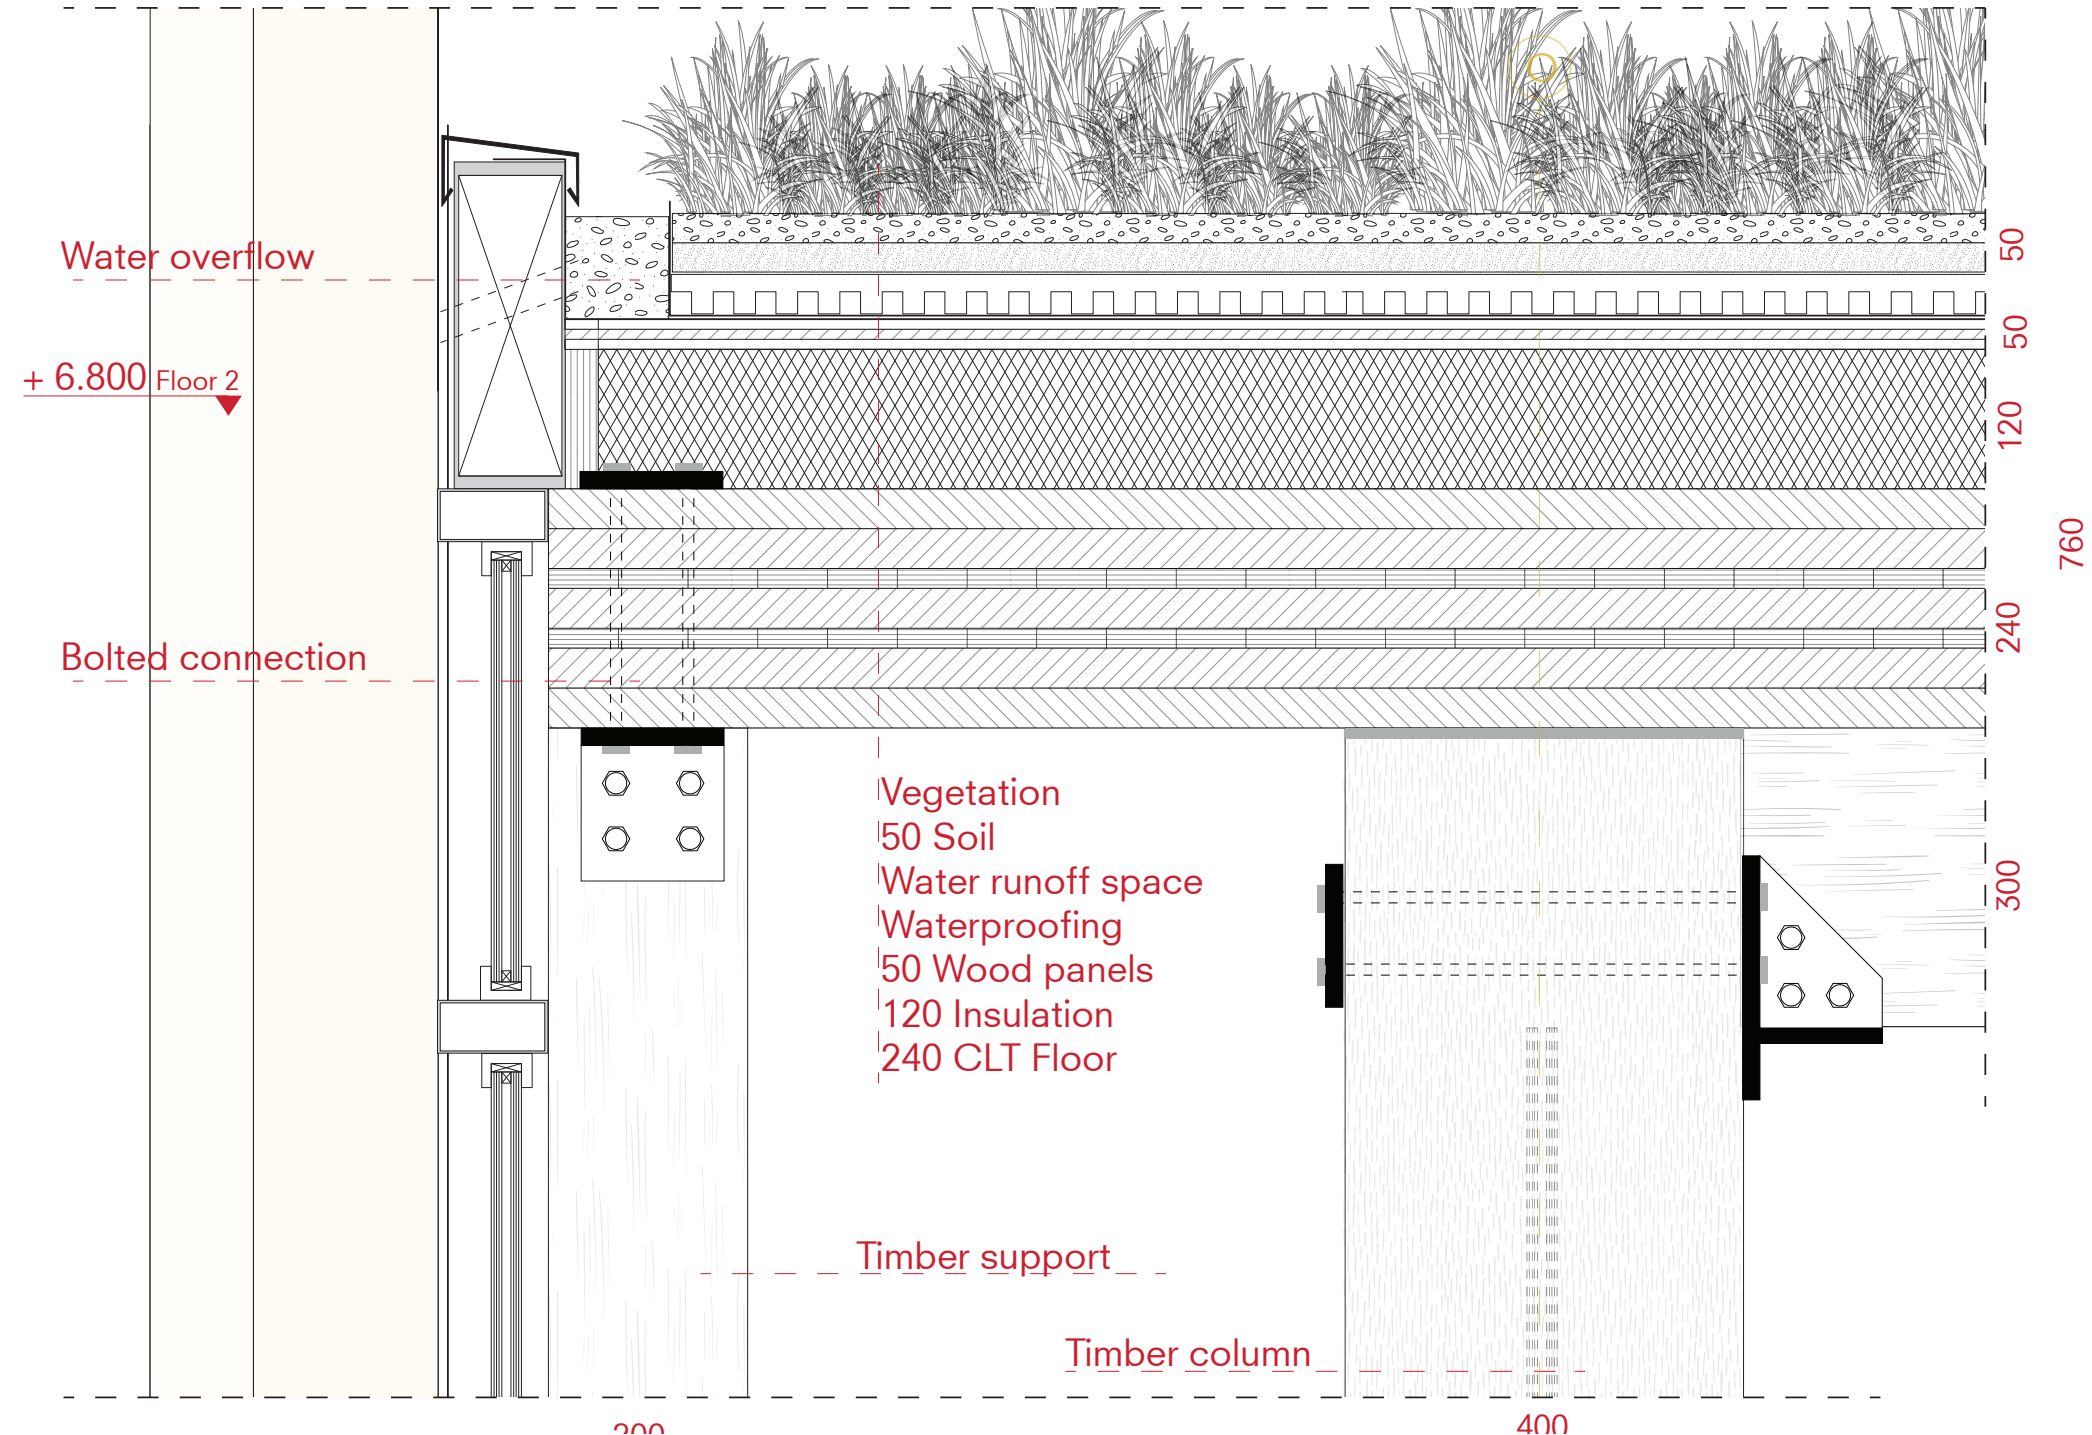 Water overflow
+ 6.800 Floor 2
Bolted connection
Vegetation
50 Soil
Water runoff space
Waterproofing
50 Wood panels
120 Insulation
240 CLT Floor
Timber support
Timber column
50
50
120
760
240
300
200
400